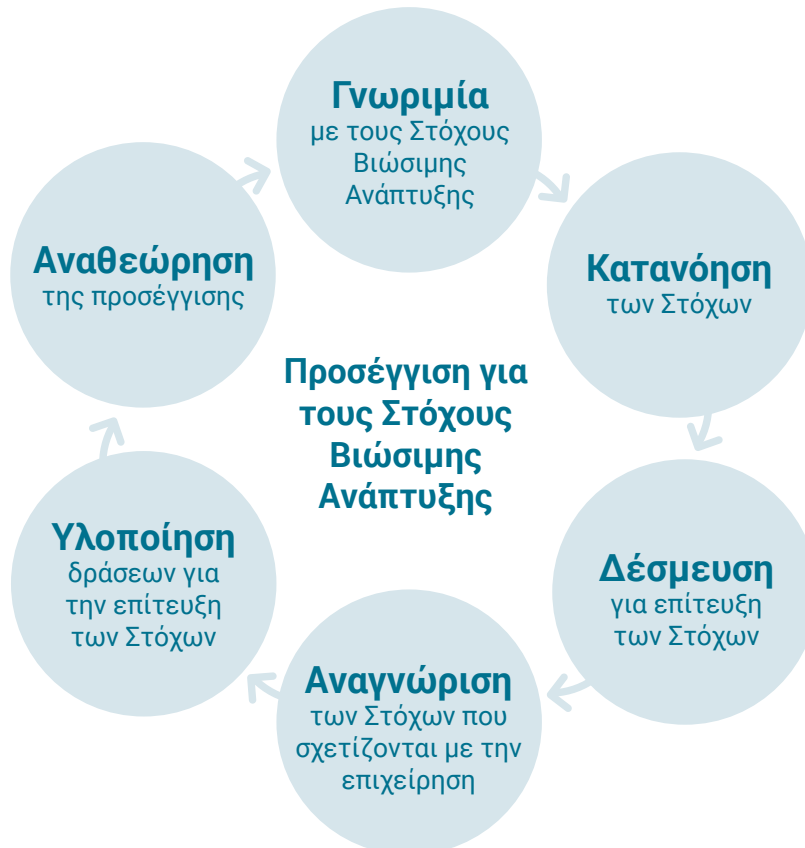 Γνωριμία
με τους Στόχους
Βιώσιμης
Ανάπτυξης
Κατανόηση
των Στόχων
Δέσμευση
για επίτευξη
των Στόχων
Αναγνώριση
των Στόχων που
σχετίζονται με την
επιχείρηση
Υλοποίηση
δράσεων για
την επίτευξη
των Στόχων
Αναθεώρηση
της προσέγγισης
Προσέγγιση για
τους Στόχους
Βιώσιμης
Ανάπτυξης